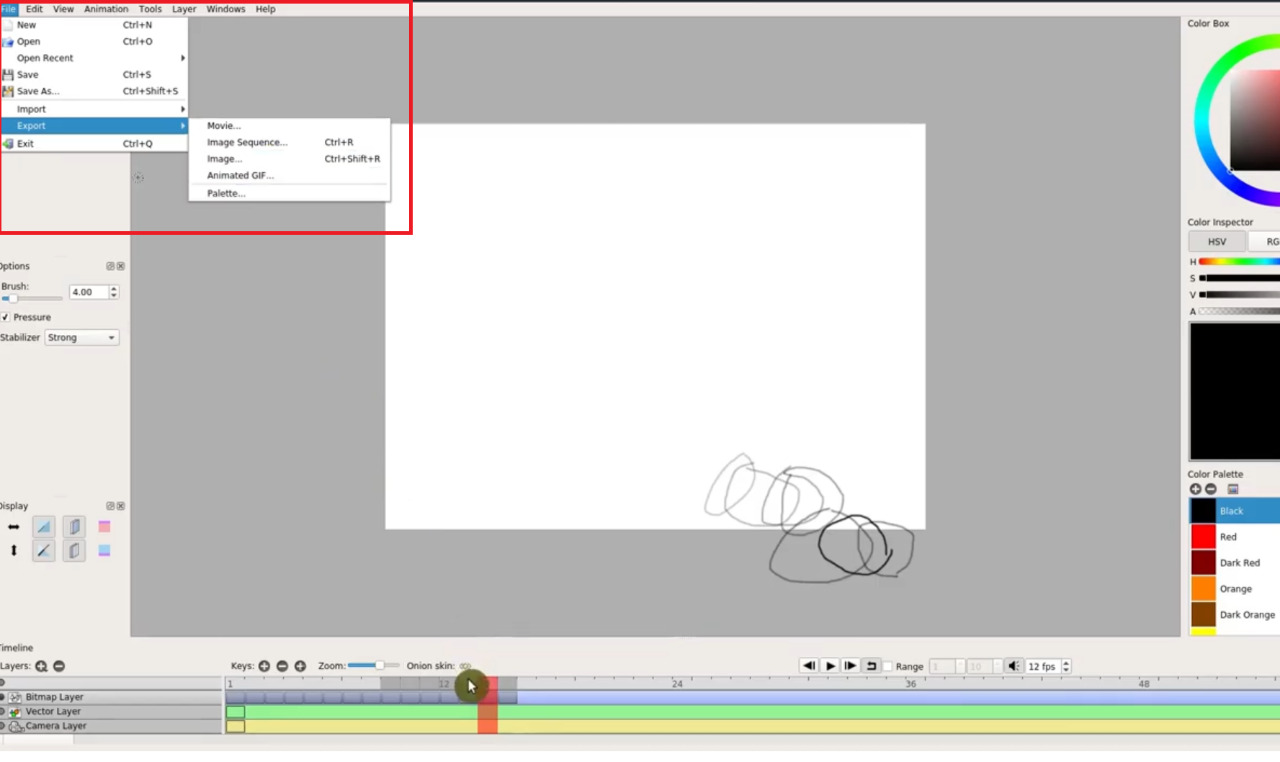 File Edit View Animation Tools Layer Windows Help
New Ctrl+N
Open Ctrl+O
Open Recent
Save Ctrl+S
Save As... Ctrl+Shift+S
Import
Export
Exit Ctrl+Q
Movie...
Image Sequence... Ctrl+R
Image... Ctrl+Shift+R
Animated GIF...
Palette...
Options
Brush:
4.00
Pressure
Stabilizer Strong
Display
Color Box
Color Inspector
HSV RG
H
S
V
A
Color Palette
Black
Red
Dark Red
Orange
Dark Orange
Timeline
Layers: Keys: Zoom: Onion skin: Range 1 10 12 fps
1 12 24 36 48
Bitmap Layer
Vector Layer
Camera Layer